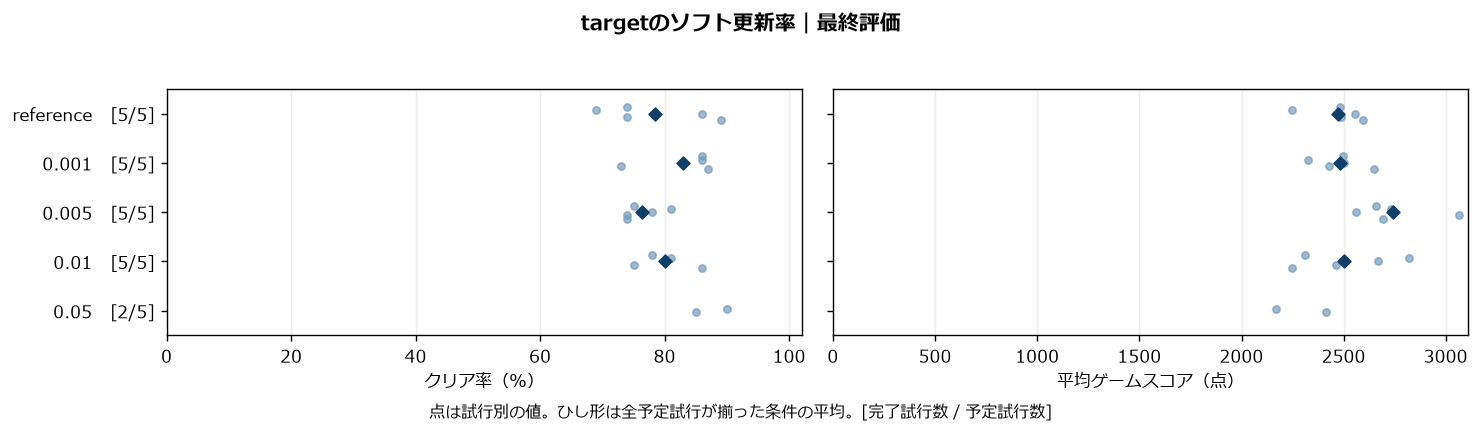 targetのソフト更新率｜最終評価
reference [5/5]
0.001 [5/5]
0.005 [5/5]
0.01 [5/5]
0.05 [2/5]
0 20 40 60 80 100
クリア率（%）
0 500 1000 1500 2000 2500 3000
平均ゲームスコア（点）
点は試行別の値。ひし形は全予定試行が揃った条件の平均。[完了試行数 / 予定試行数]